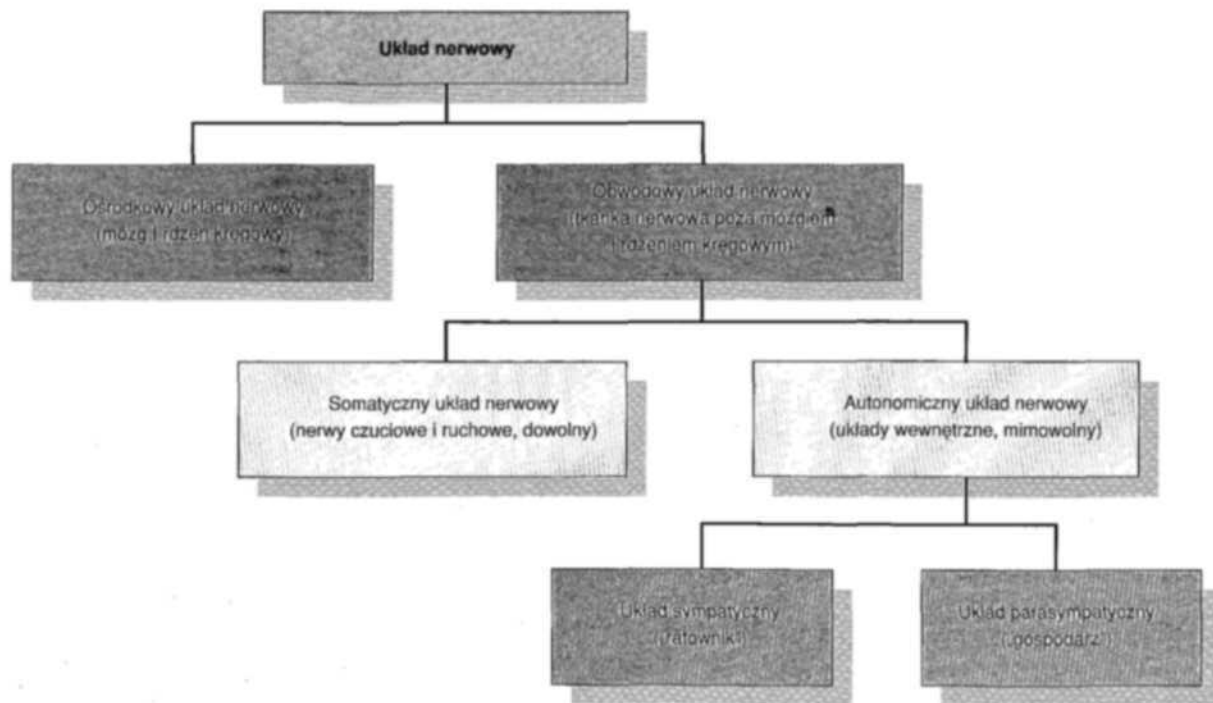 Układ nerwowy
Ośrodkowy układ nerwowy
(mózg i rdzeń kręgowy)
Obwodowy układ nerwowy
(tkanka nerwowa poza mózgiem
i rdzeniem kręgowym)
Somatyczny układ nerwowy
(nerwy czuciowe i ruchowe, dowolny)
Autonomiczny układ nerwowy
(układy wewnętrzne, mimowolny)
Układ sympatyczny
(„ratownik")
Układ parasympatyczny
(„gospodarz")